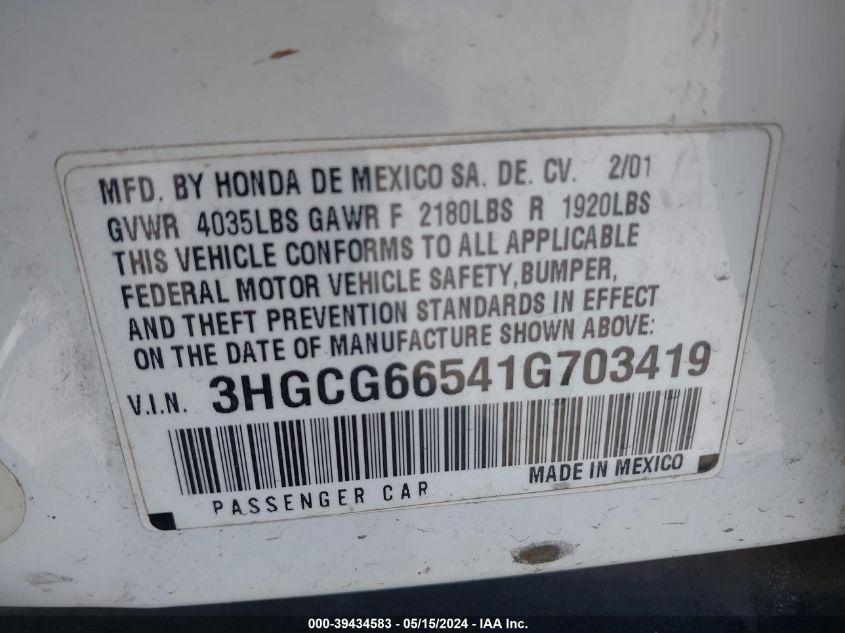 MFD. BY HONDA DE MEXICO SA. DE. CV. 2/01
GVWR 4035LBS GAWR F 2180LBS R 1920LBS
THIS VEHICLE CONFORMS TO ALL APPLICABLE
FEDERAL MOTOR VEHICLE SAFETY,BUMPER,
AND THEFT PREVENTION STANDARDS IN EFFECT
ON THE DATE OF MANUFACTURE SHOWN ABOVE:
V.I.N. 3HGCG66541G703419
PASSENGER CAR MADE IN MEXICO
000-39434583 - 05/15/2024 - IAA Inc.